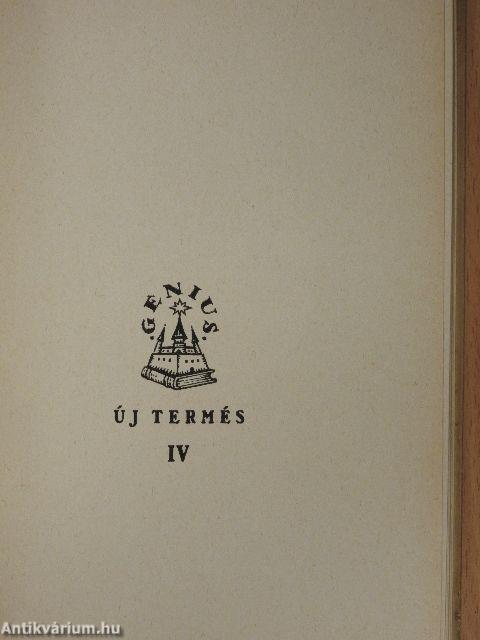 ·GENIUS·
ÚJ TERMÉS
IV
Antikvárium.hu